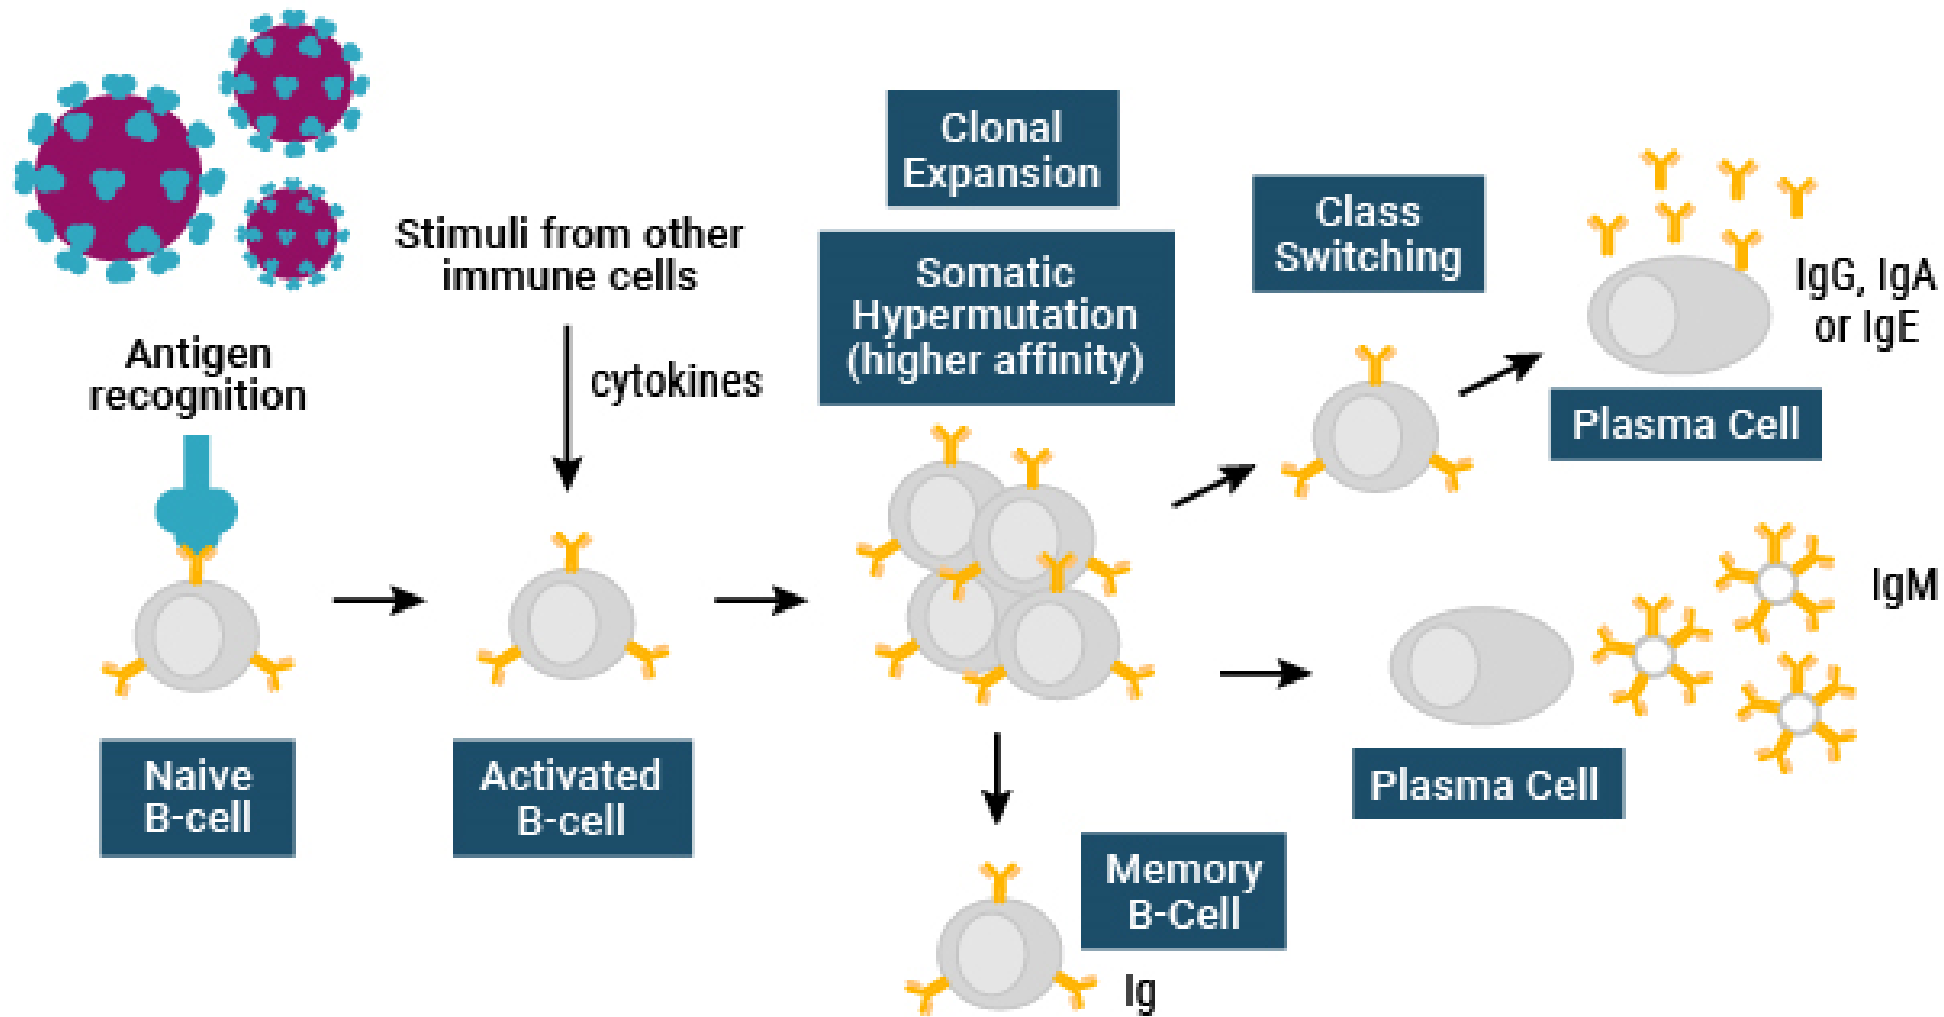 Clonal
Expansion
Stimuli from other
immune cells
Class
Switching
Somatic
Hypermutation
(higher affinity)
IgG, IgA
or IgE
Antigen
recognition
cytokines
Plasma Cell
IgM
Naive
B-cell
Activated
B-cell
Plasma Cell
Memory
B-Cell
Ig